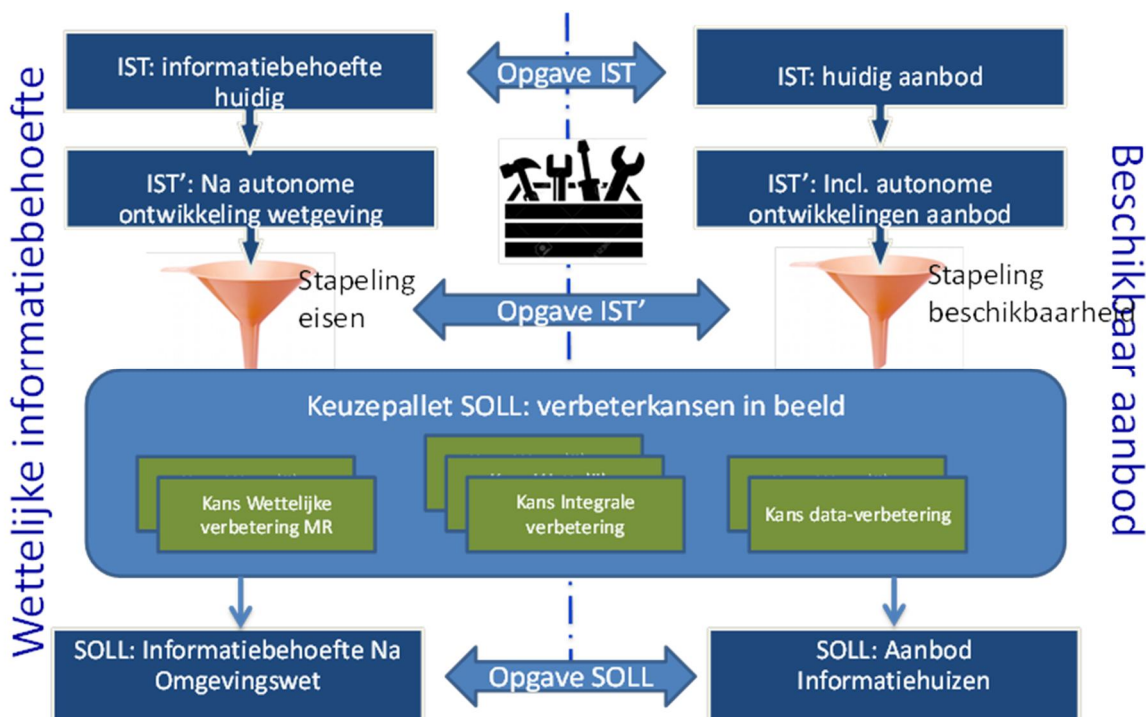 Wettelijke informatiebehoefte
IST: informatiebehoefte
huidig
Opgave IST
IST: huidig aanbod
IST’: Na autonome
ontwikkeling wetgeving
IST’: Incl. autonome
ontwikkelingen aanbod
Stapeling
eisen
Opgave IST’
Stapeling
beschikbaarheid
Keuzepallet SOLL: verbeterkansen in beeld
Kans Wettelijke
verbetering MR
Kans Integrale
verbetering
Kans data-verbetering
SOLL: Informatiebehoefte Na
Omgevingswet
Opgave SOLL
SOLL: Aanbod
Informatiehuizen
Beschikbaar aanbod